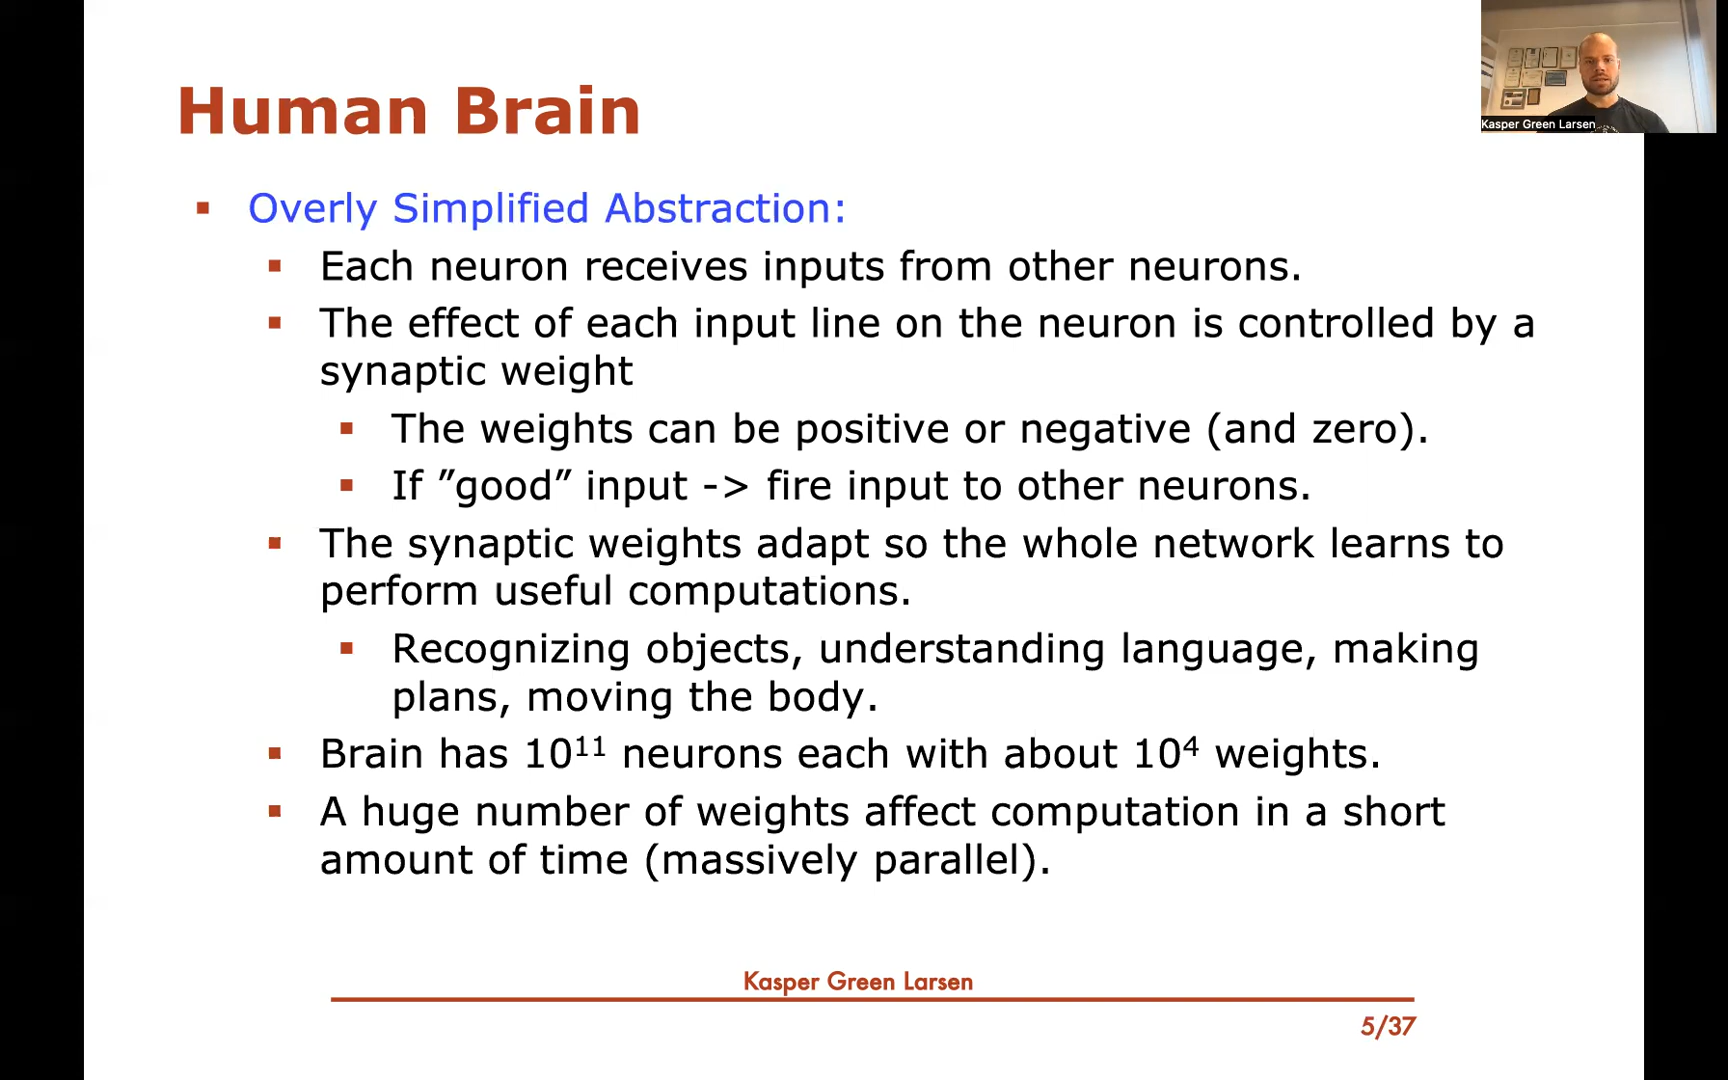 Human Brain
Kasper Green Larsen
▪ Overly Simplified Abstraction:
▪ Each neuron receives inputs from other neurons.
▪ The effect of each input line on the neuron is controlled by a
synaptic weight
▪ The weights can be positive or negative (and zero).
▪ If ”good” input -> fire input to other neurons.
▪ The synaptic weights adapt so the whole network learns to
perform useful computations.
▪ Recognizing objects, understanding language, making
plans, moving the body.
▪ Brain has 10¹¹ neurons each with about 10⁴ weights.
▪ A huge number of weights affect computation in a short
amount of time (massively parallel).
Kasper Green Larsen
5/37